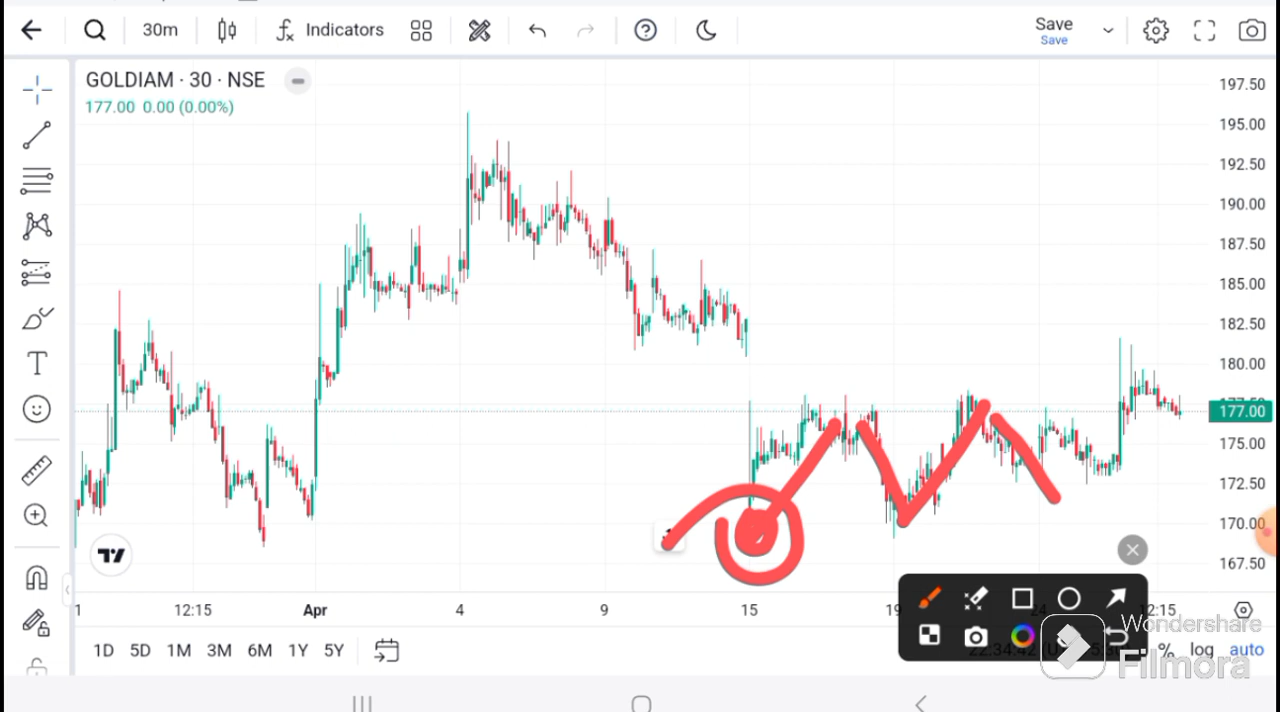 30m Indicators Save
Save
GOLDIAM · 30 · NSE
177.00 0.00 (0.00%)
197.50
195.00
192.50
190.00
187.50
185.00
182.50
180.00
177.00
175.00
172.50
170.00
167.50
1 12:15 Apr 4 9 15 19 24 12:15
1D 5D 1M 3M 6M 1Y 5Y % log auto
Wondershare
Filmora